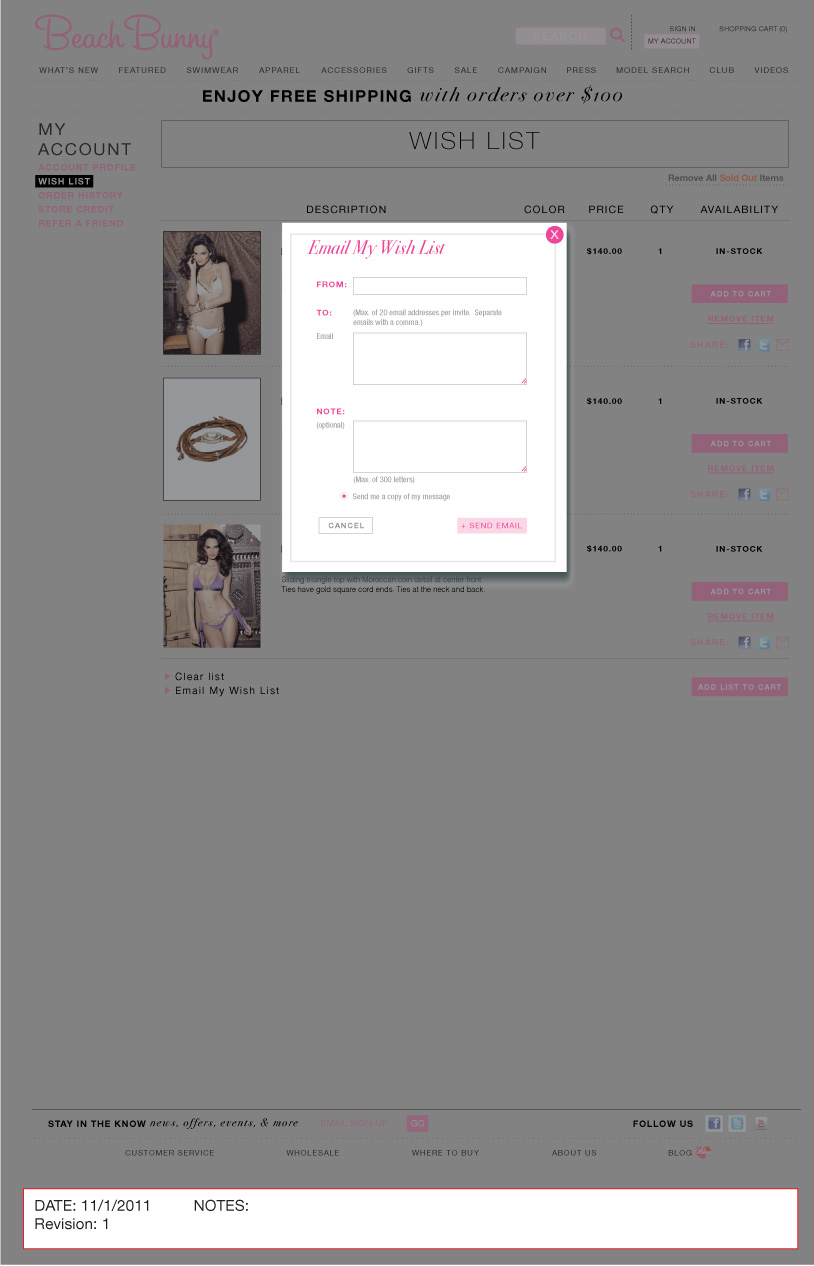 Beach Bunny®
SEARCH
SIGN IN
MY ACCOUNT
SHOPPING CART (0)
WHAT'S NEW FEATURED SWIMWEAR APPAREL ACCESSORIES GIFTS SALE CAMPAIGN PRESS MODEL SEARCH CLUB VIDEOS
ENJOY FREE SHIPPING with orders over $100
MY
ACCOUNT
ACCOUNT PROFILE
WISH LIST
ORDER HISTORY
STORE CREDIT
REFER A FRIEND
WISH LIST
Remove All Sold Out Items
DESCRIPTION COLOR PRICE QTY AVAILABILITY
$140.00 1 IN-STOCK
ADD TO CART
REMOVE ITEM
SHARE:
$140.00 1 IN-STOCK
ADD TO CART
REMOVE ITEM
SHARE:
$140.00 1 IN-STOCK
ADD TO CART
REMOVE ITEM
SHARE:
X
Email My Wish List
FROM:
TO: (Max. of 20 email addresses per invite. Separate
emails with a comma.)
Email
NOTE:
(optional)
(Max. of 300 letters)
Send me a copy of my message
CANCEL + SEND EMAIL
Sliding triangle top with Moroccan coin detail at center front.
Ties have gold square cord ends. Ties at the neck and back.
Clear list
Email My Wish List
ADD LIST TO CART
STAY IN THE KNOW news, offers, events, & more EMAIL SIGN-UP GO FOLLOW US
CUSTOMER SERVICE WHOLESALE WHERE TO BUY ABOUT US BLOG
DATE: 11/1/2011 NOTES:
Revision: 1